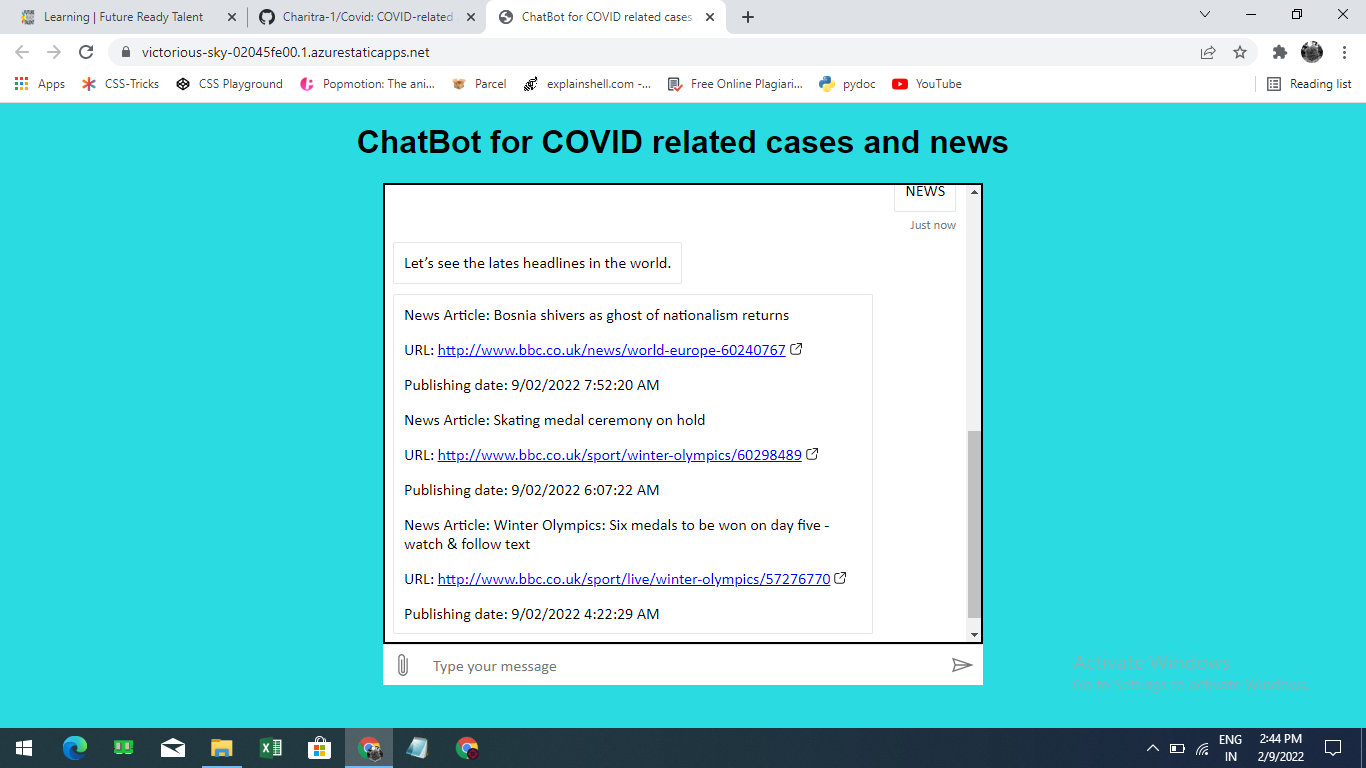 Learning | Future Ready Talent
Charitra-1/Covid: COVID-related
ChatBot for COVID related cases
victorious-sky-02045fe00.1.azurestaticapps.net
Apps CSS-Tricks CSS Playground Popmotion: The ani... Parcel explainshell.com -... Free Online Plagiari... pydoc YouTube Reading list
ChatBot for COVID related cases and news
NEWS
Just now
Let’s see the lates headlines in the world.
News Article: Bosnia shivers as ghost of nationalism returns
URL: http://www.bbc.co.uk/news/world-europe-60240767
Publishing date: 9/02/2022 7:52:20 AM
News Article: Skating medal ceremony on hold
URL: http://www.bbc.co.uk/sport/winter-olympics/60298489
Publishing date: 9/02/2022 6:07:22 AM
News Article: Winter Olympics: Six medals to be won on day five -
watch & follow text
URL: http://www.bbc.co.uk/sport/live/winter-olympics/57276770
Publishing date: 9/02/2022 4:22:29 AM
Type your message
Activate Windows
Go to Settings to activate Windows.
ENG
IN
2:44 PM
2/9/2022